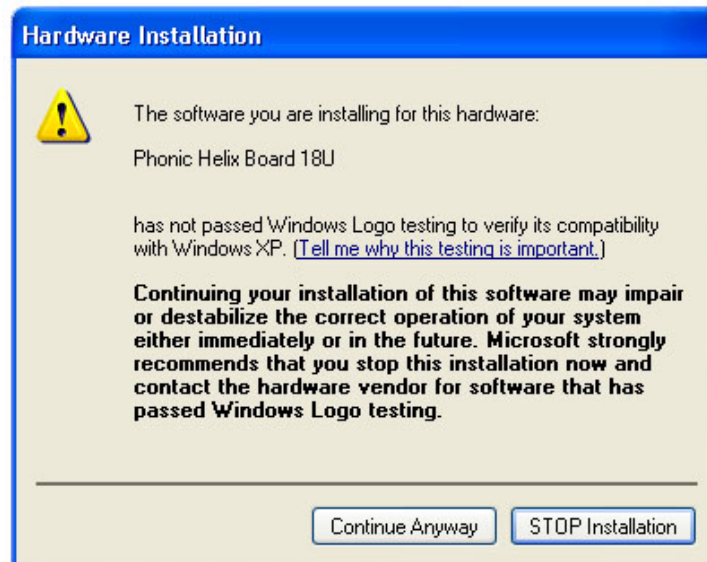 Hardware Installation
The software you are installing for this hardware:
Phonic Helix Board 18U
has not passed Windows Logo testing to verify its compatibility
with Windows XP. (Tell me why this testing is important.)
Continuing your installation of this software may impair
or destabilize the correct operation of your system
either immediately or in the future. Microsoft strongly
recommends that you stop this installation now and
contact the hardware vendor for software that has
passed Windows Logo testing.
Continue Anyway STOP Installation